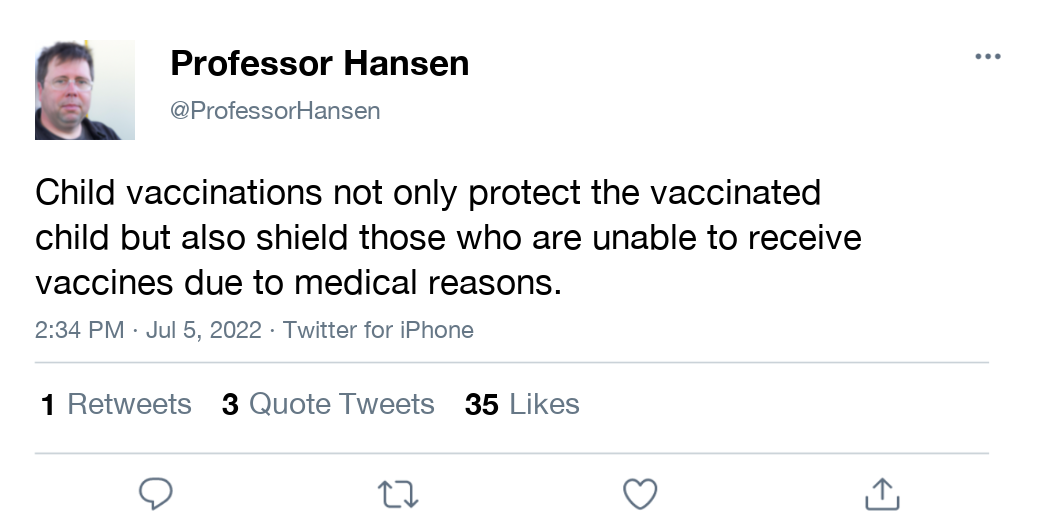 Professor Hansen
@ProfessorHansen
Child vaccinations not only protect the vaccinated
child but also shield those who are unable to receive
vaccines due to medical reasons.
2:34 PM · Jul 5, 2022 · Twitter for iPhone
1 Retweets 3 Quote Tweets 35 Likes